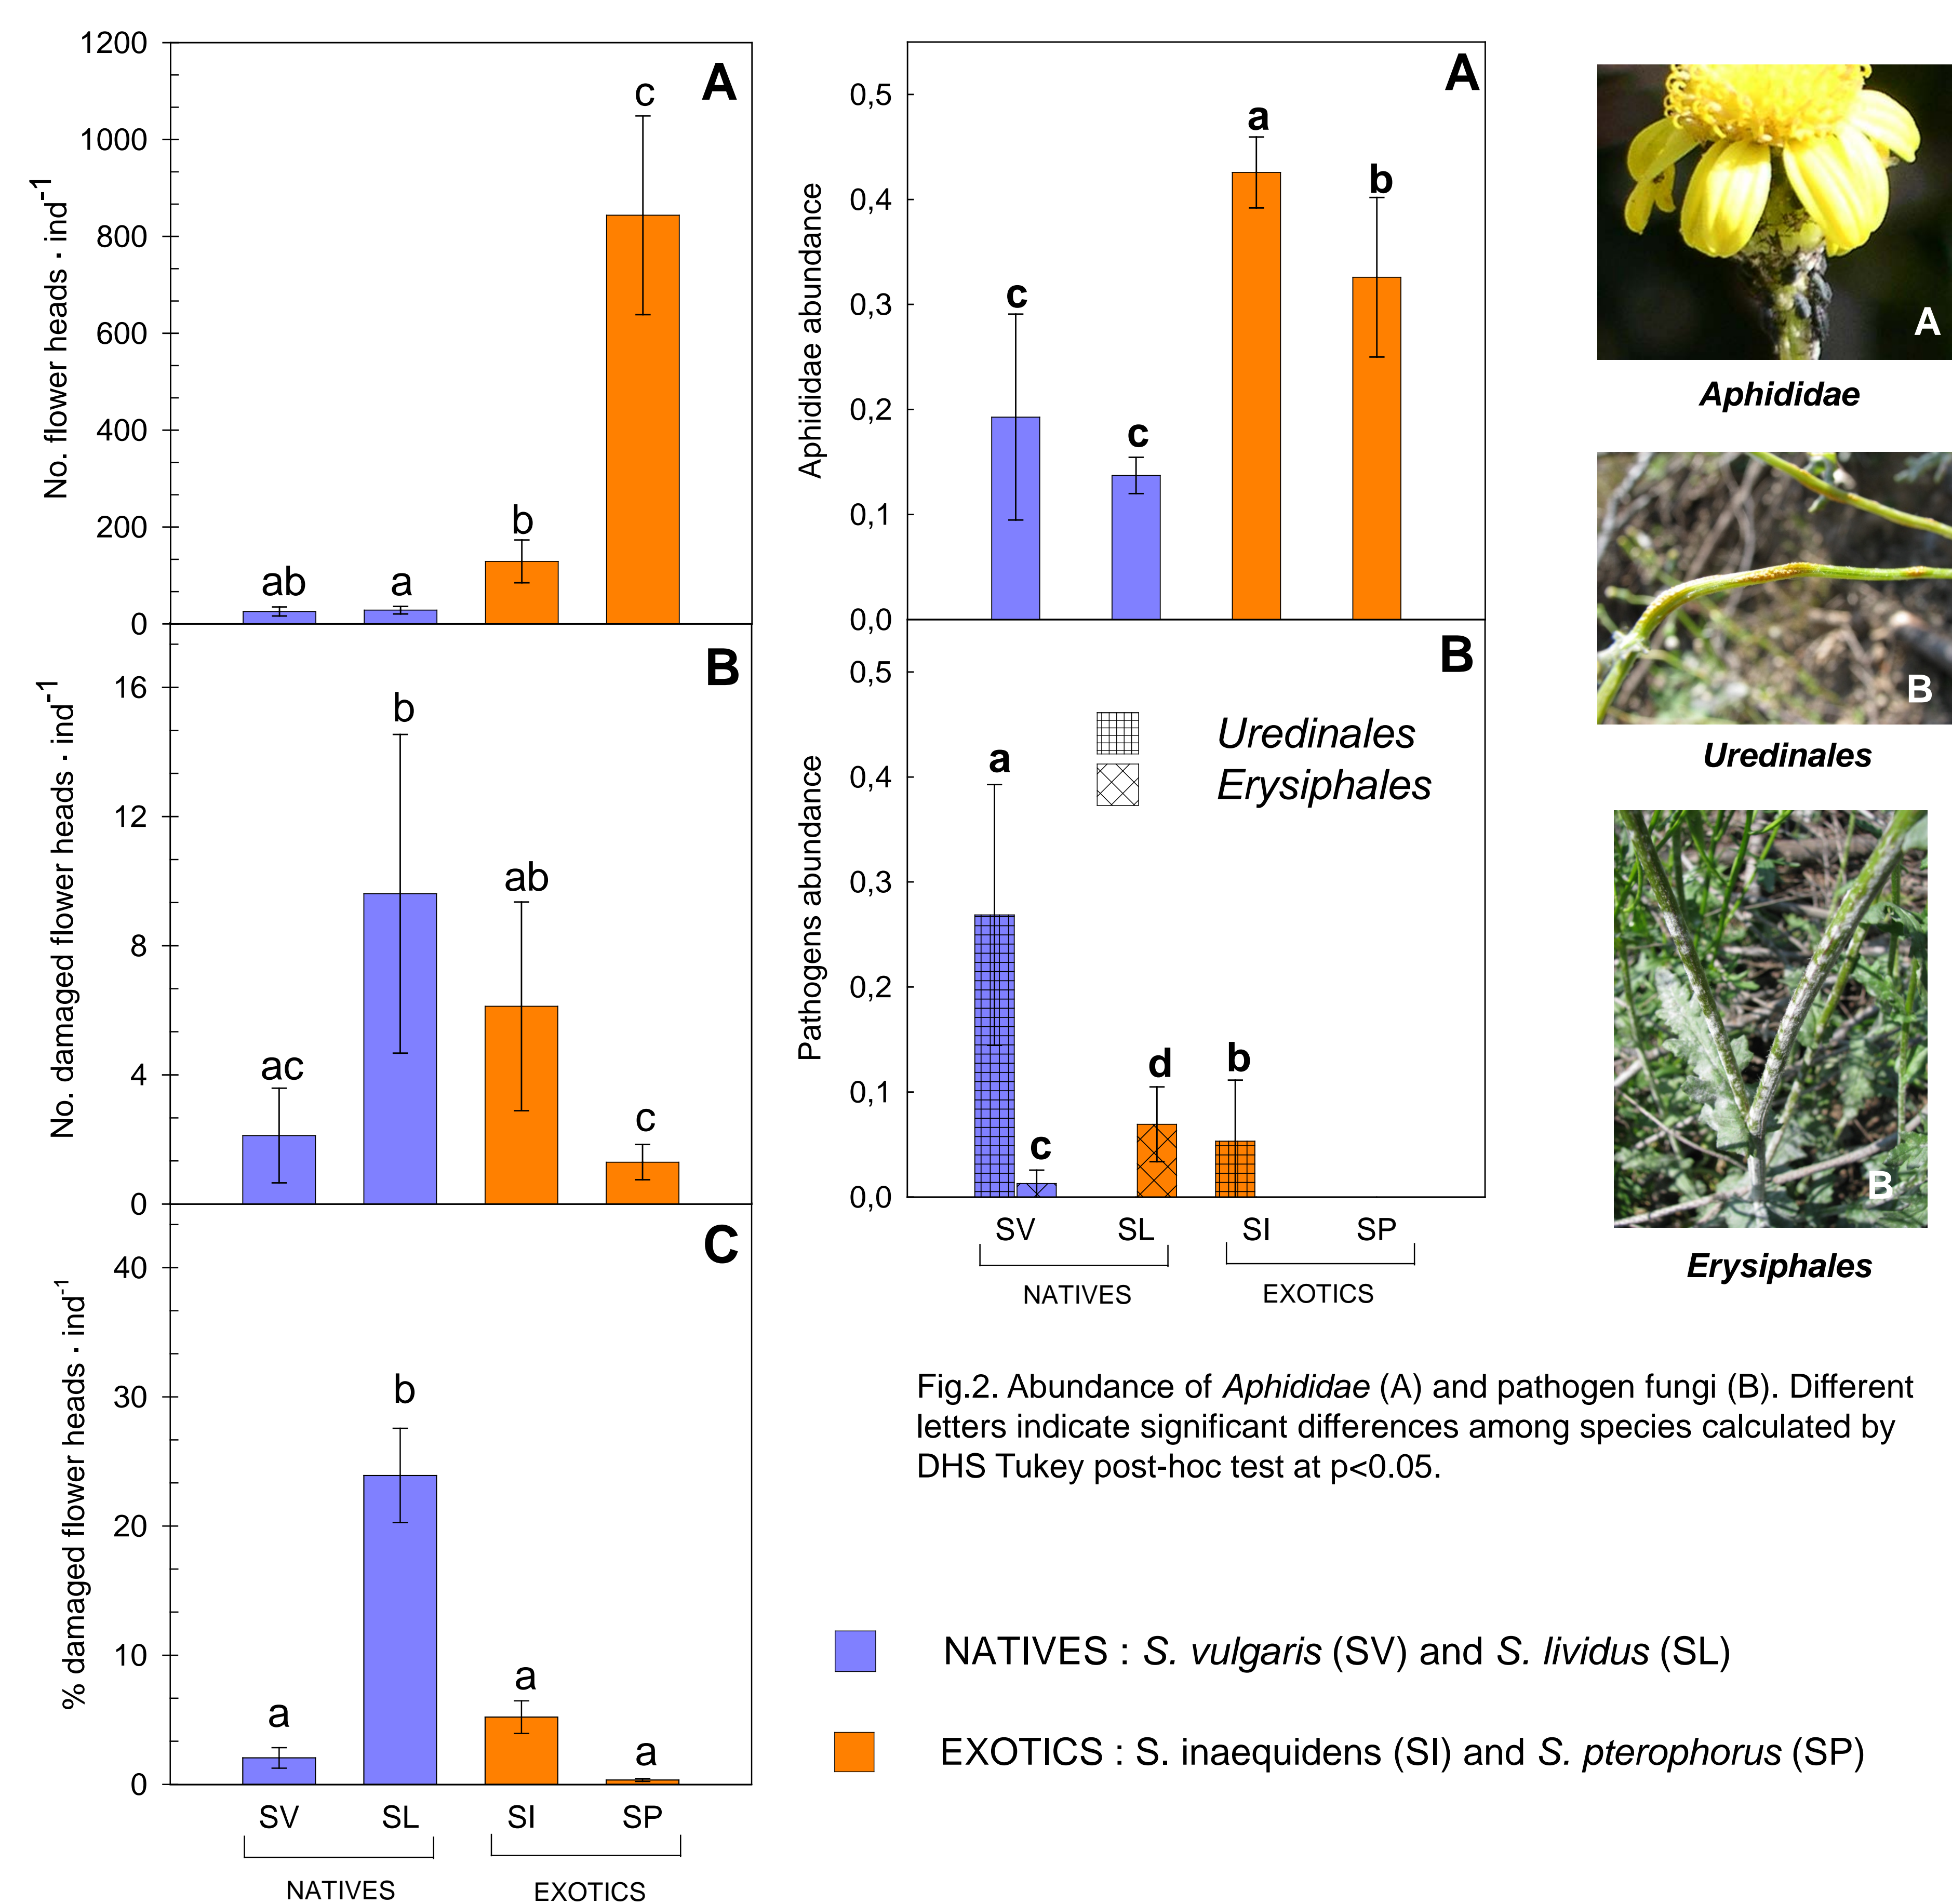 A
No. flower heads · ind-1
1200
1000
800
600
400
200
0
ab
a
b
c
B
No. damaged flower heads · ind-1
16
12
8
4
0
ac
b
ab
c
C
% damaged flower heads · ind-1
40
30
20
10
0
a
b
a
a
SV SL SI SP
NATIVES EXOTICS
A
Aphididae abundance
0,5
0,4
0,3
0,2
0,1
0,0
c
c
a
b
B
Pathogens abundance
0,5
0,4
0,3
0,2
0,1
0,0
Uredinales
Erysiphales
a
c
d
b
SV SL SI SP
NATIVES EXOTICS
A
Aphididae
B
Uredinales
B
Erysiphales
Fig.2. Abundance of Aphididae (A) and pathogen fungi (B). Different
letters indicate significant differences among species calculated by
DHS Tukey post-hoc test at p<0.05.
NATIVES : S. vulgaris (SV) and S. lividus (SL)
EXOTICS : S. inaequidens (SI) and S. pterophorus (SP)